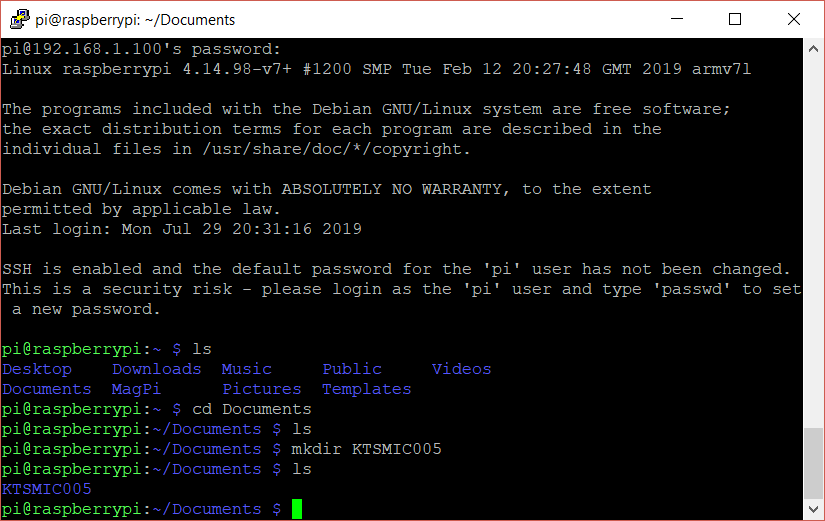 pi@raspberrypi: ~/Documents
pi@192.168.1.100's password:
Linux raspberrypi 4.14.98-v7+ #1200 SMP Tue Feb 12 20:27:48 GMT 2019 armv7l
The programs included with the Debian GNU/Linux system are free software;
the exact distribution terms for each program are described in the
individual files in /usr/share/doc/*/copyright.
Debian GNU/Linux comes with ABSOLUTELY NO WARRANTY, to the extent
permitted by applicable law.
Last login: Mon Jul 29 20:31:16 2019
SSH is enabled and the default password for the 'pi' user has not been changed.
This is a security risk - please login as the 'pi' user and type 'passwd' to set
 a new password.
pi@raspberrypi:~ $ ls
Desktop    Downloads  Music     Public     Videos
Documents  MagPi      Pictures  Templates
pi@raspberrypi:~ $ cd Documents
pi@raspberrypi:~/Documents $ ls
pi@raspberrypi:~/Documents $ mkdir KTSMIC005
pi@raspberrypi:~/Documents $ ls
KTSMIC005
pi@raspberrypi:~/Documents $